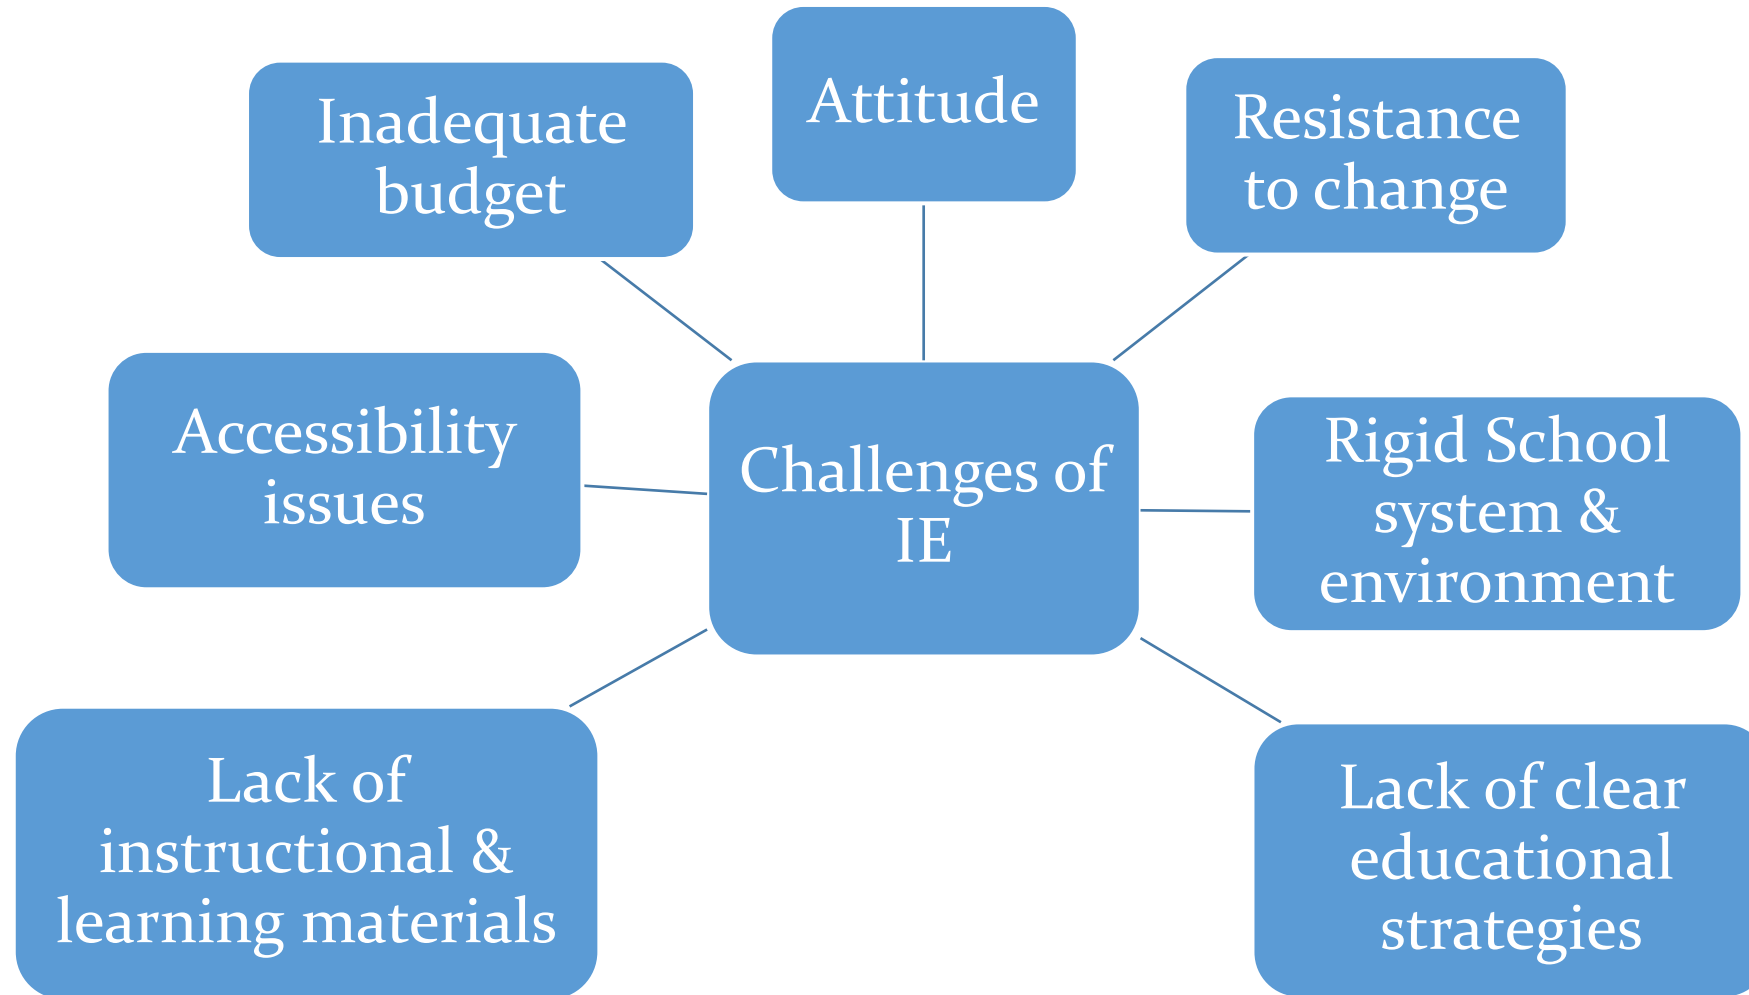 Attitude
Inadequate
budget
Resistance
to change
Accessibility
issues
Challenges of
IE
Rigid School
system &
environment
Lack of
instructional &
learning materials
Lack of clear
educational
strategies